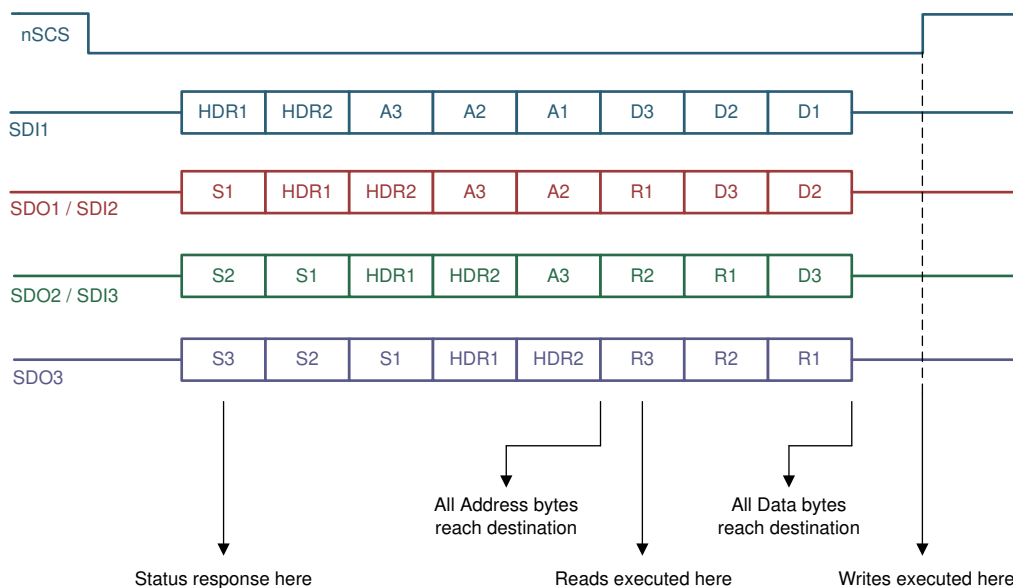 nSCS
HDR1 HDR2 A3 A2 A1 D3 D2 D1
SDI1
S1 HDR1 HDR2 A3 A2 R1 D3 D2
SDO1 / SDI2
S2 S1 HDR1 HDR2 A3 R2 R1 D3
SDO2 / SDI3
S3 S2 S1 HDR1 HDR2 R3 R2 R1
SDO3
All Address bytes
reach destination
All Data bytes
reach destination
Status response here
Reads executed here
Writes executed here